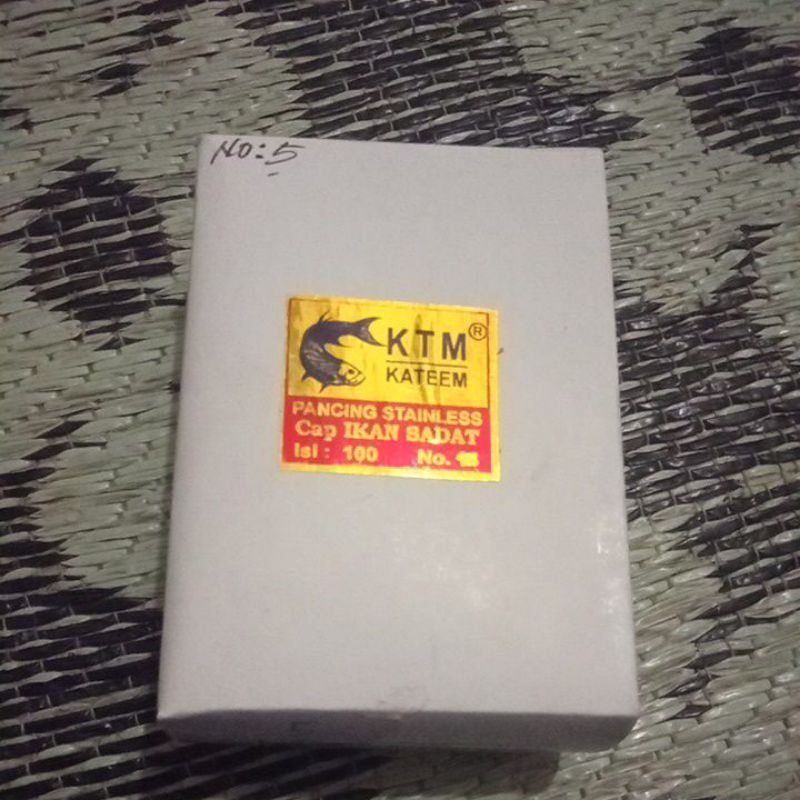 NO: 5
KTM®
KATEEM
PANCING STAINLESS
Cap IKAN SADAT
Isi : 100 No.